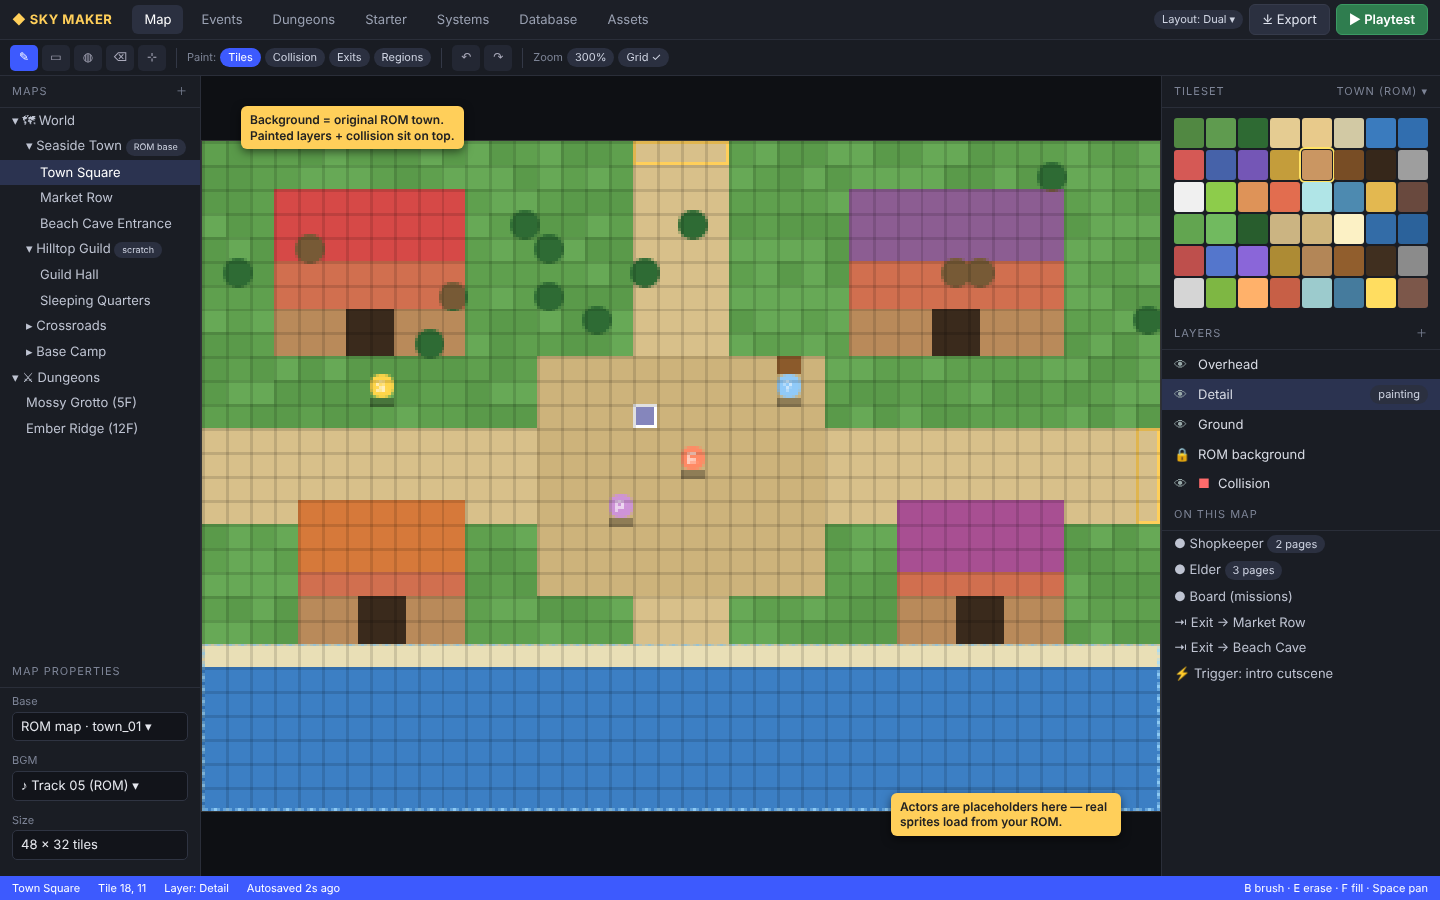 ◆ SKY MAKER
Map Events Dungeons Starter Systems Database Assets
Layout: Dual ▾ Export ▶ Playtest
Paint: Tiles Collision Exits Regions
Zoom 300% Grid ✓
MAPS +
▾ World
▾ Seaside Town ROM base
Town Square
Market Row
Beach Cave Entrance
▾ Hilltop Guild scratch
Guild Hall
Sleeping Quarters
▸ Crossroads
▸ Base Camp
▾ ⚔ Dungeons
Mossy Grotto (5F)
Ember Ridge (12F)
MAP PROPERTIES
Base
ROM map · town_01 ▾
BGM
♪ Track 05 (ROM) ▾
Size
48 × 32 tiles
Background = original ROM town.
Painted layers + collision sit on top.
Actors are placeholders here — real
sprites load from your ROM.
TILESET TOWN (ROM) ▾
LAYERS +
Overhead
Detail painting
Ground
ROM background
Collision
ON THIS MAP
● Shopkeeper 2 pages
● Elder 3 pages
● Board (missions)
⇥ Exit → Market Row
⇥ Exit → Beach Cave
⚡ Trigger: intro cutscene
Town Square Tile 18, 11 Layer: Detail Autosaved 2s ago
B brush · E erase · F fill · Space pan